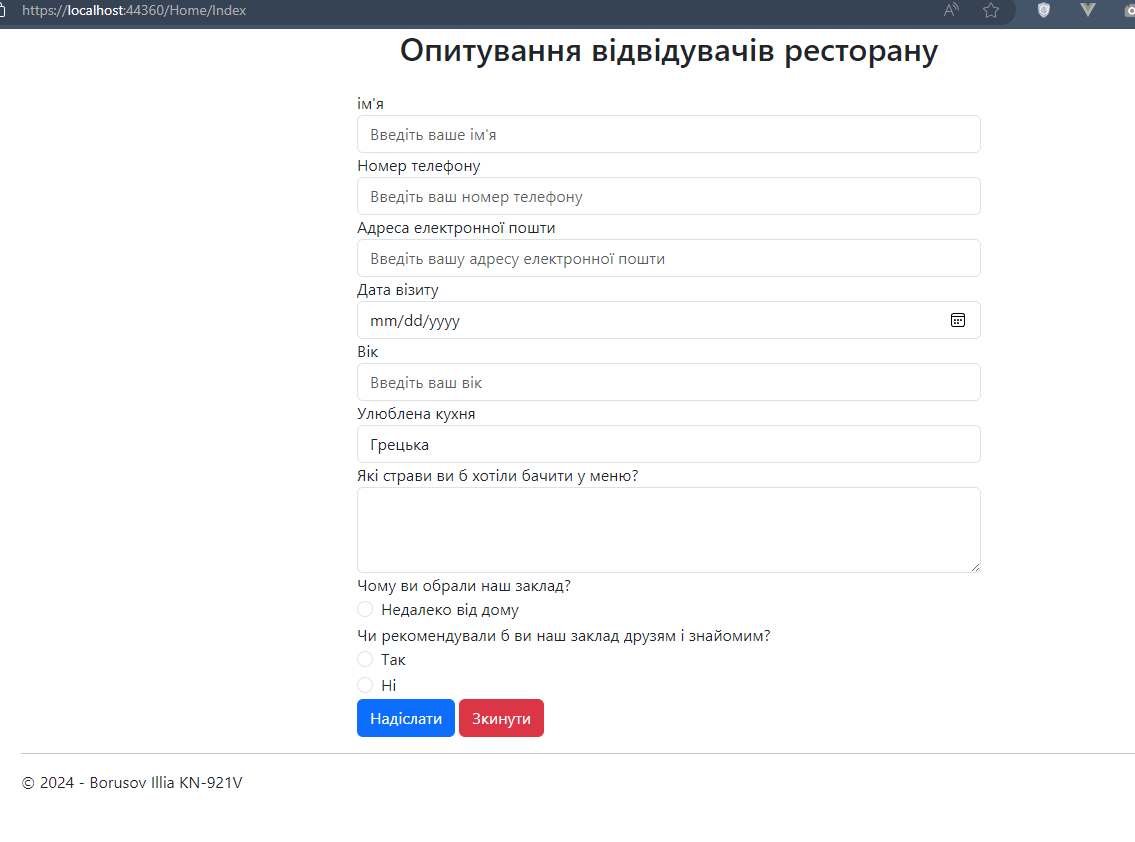 https://localhost:44360/Home/Index
Опитування відвідувачів ресторану
ім'я
Введіть ваше ім'я
Номер телефону
Введіть ваш номер телефону
Адреса електронної пошти
Введіть вашу адресу електронної пошти
Дата візиту
mm/dd/yyyy
Вік
Введіть ваш вік
Улюблена кухня
Грецька
Які страви ви б хотіли бачити у меню?
Чому ви обрали наш заклад?
Недалеко від дому
Чи рекомендували б ви наш заклад друзям і знайомим?
Так
Ні
Надіслати Зкинути
© 2024 - Borusov Illia KN-921V